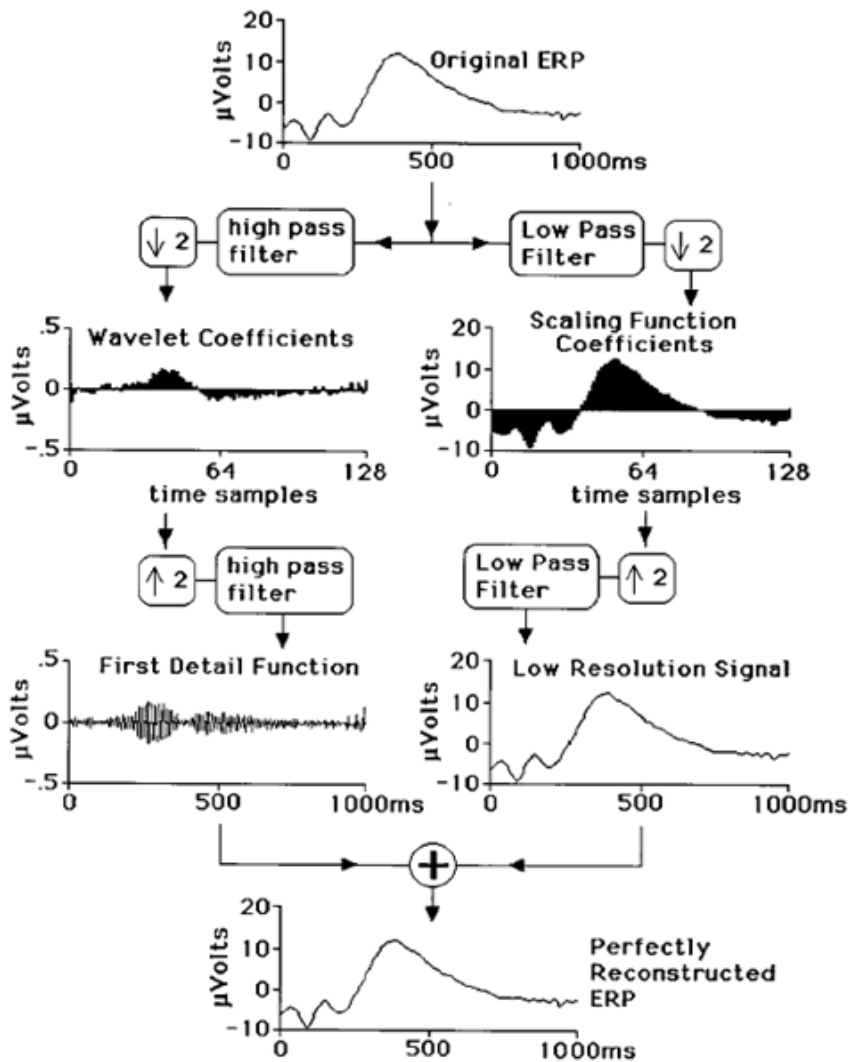 20
10
0
-10
µVolts
Original ERP
0
500
1000ms
↓ 2
high pass
filter
Low Pass
Filter
↓ 2
.5
0
-.5
µVolts
Wavelet Coefficients
0
64
128
time samples
20
10
0
-10
µVolts
Scaling Function
Coefficients
0
64
128
time samples
↑ 2
high pass
filter
Low Pass
Filter
↑ 2
.5
0
-.5
µVolts
First Detail Function
0
500
1000ms
20
10
0
-10
µVolts
Low Resolution Signal
0
500
1000ms
+
20
10
0
-10
µVolts
Perfectly
Reconstructed
ERP
0
500
1000ms